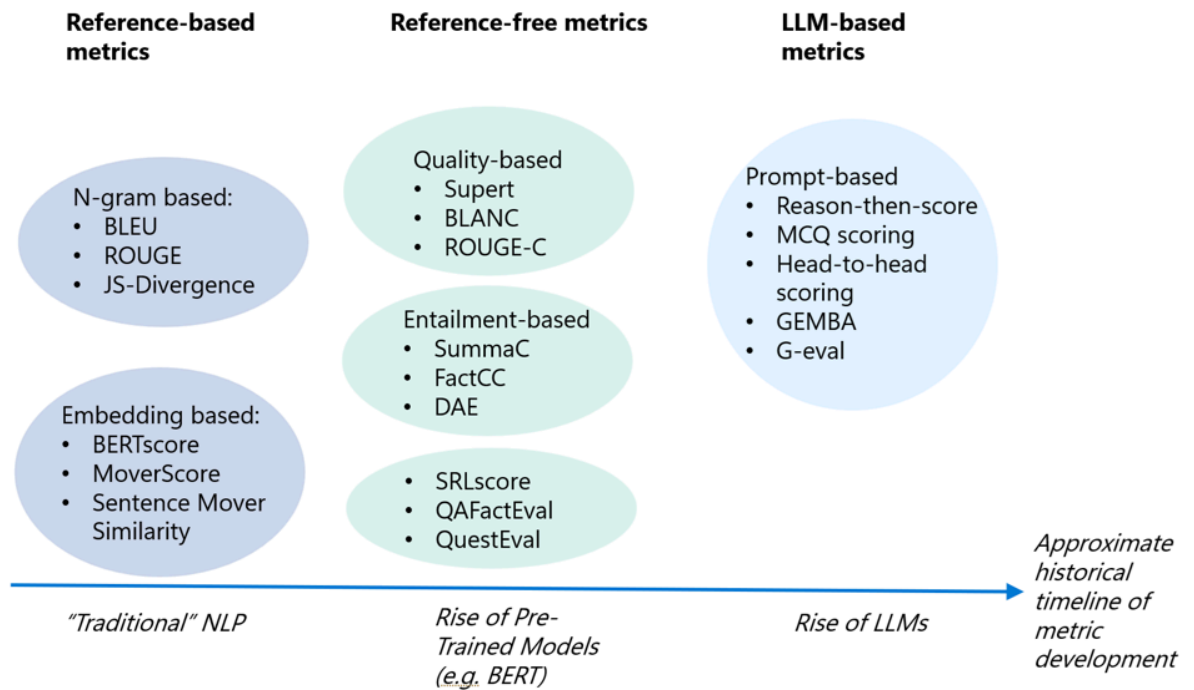 Reference-based
metrics
Reference-free metrics
LLM-based
metrics
N-gram based:
• BLEU
• ROUGE
• JS-Divergence
Embedding based:
• BERTscore
• MoverScore
• Sentence Mover
Similarity
Quality-based
• Supert
• BLANC
• ROUGE-C
Entailment-based
• SummaC
• FactCC
• DAE
• SRLscore
• QAFactEval
• QuestEval
Prompt-based
• Reason-then-score
• MCQ scoring
• Head-to-head
scoring
• GEMBA
• G-eval
“Traditional” NLP
Rise of Pre-
Trained Models
(e.g. BERT)
Rise of LLMs
Approximate
historical
timeline of
metric
development